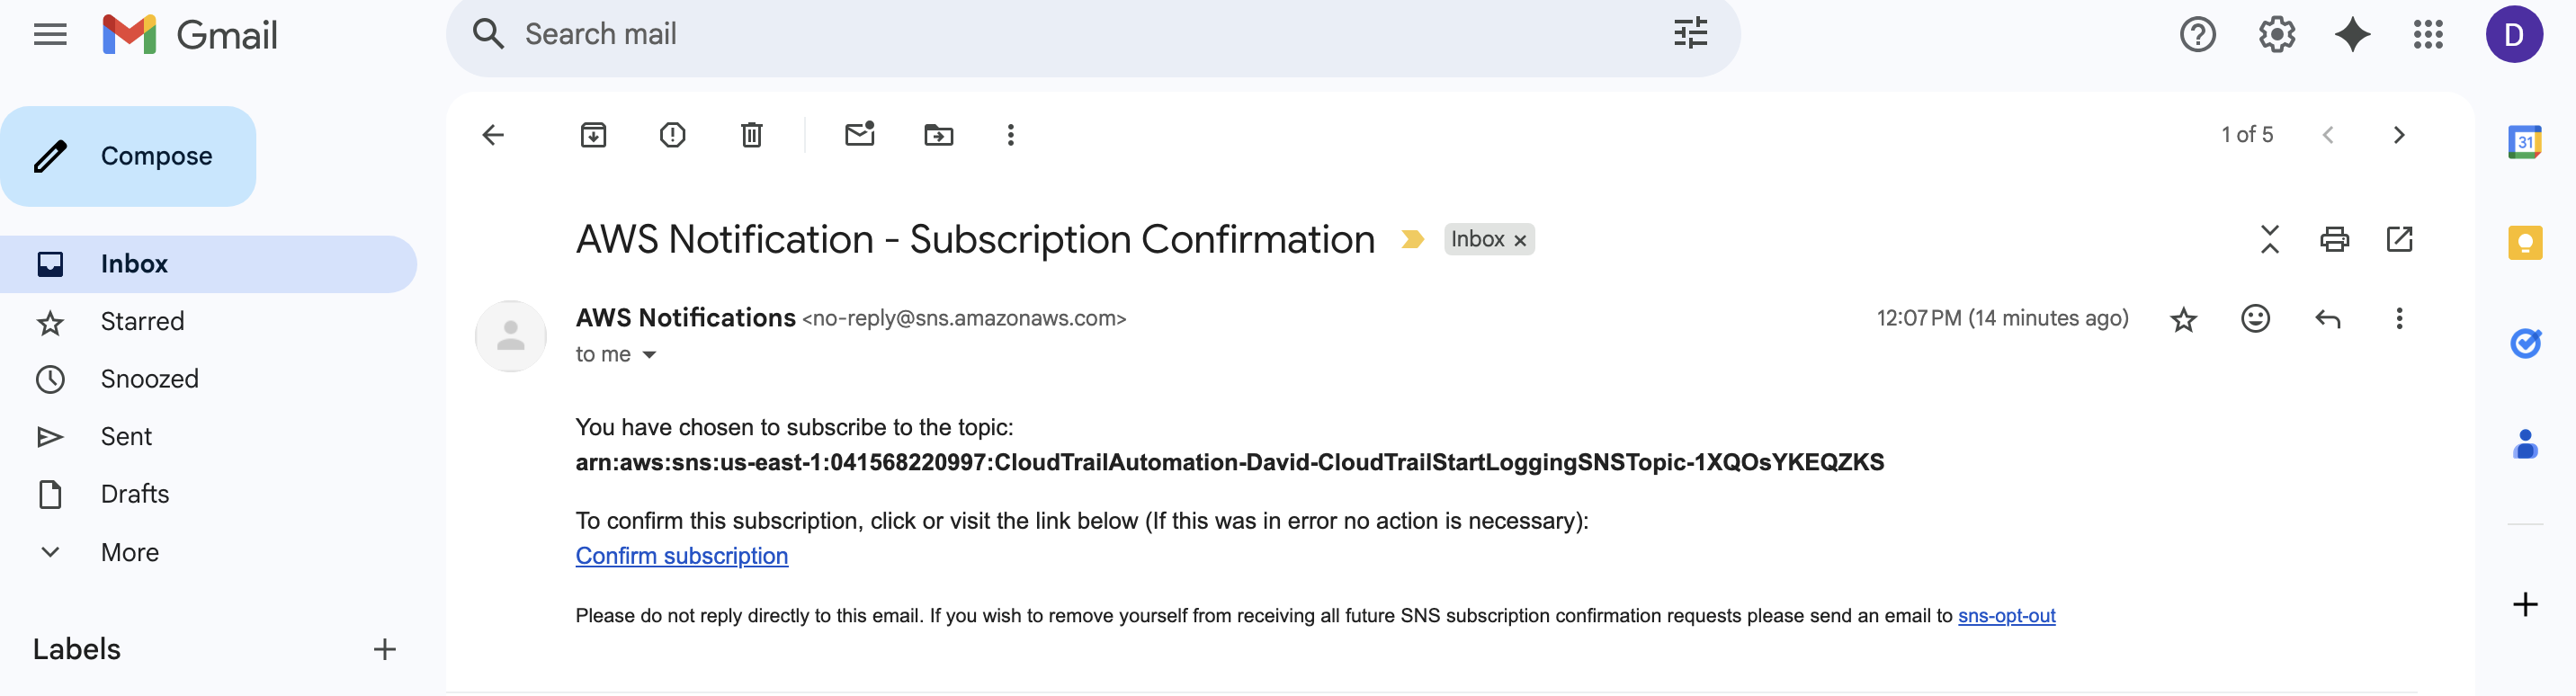 Gmail
Search mail
D
Compose
1 of 5
31
AWS Notification - Subscription Confirmation
Inbox ×
Inbox
AWS Notifications <no-reply@sns.amazonaws.com>
12:07 PM (14 minutes ago)
Starred
to me
Snoozed
You have chosen to subscribe to the topic:
Sent
arn:aws:sns:us-east-1:041568220997:CloudTrailAutomation-David-CloudTrailStartLoggingSNSTopic-1XQOsYKEQZKS
Drafts
To confirm this subscription, click or visit the link below (If this was in error no action is necessary):
More
Confirm subscription
Please do not reply directly to this email. If you wish to remove yourself from receiving all future SNS subscription confirmation requests please send an email to sns-opt-out
Labels